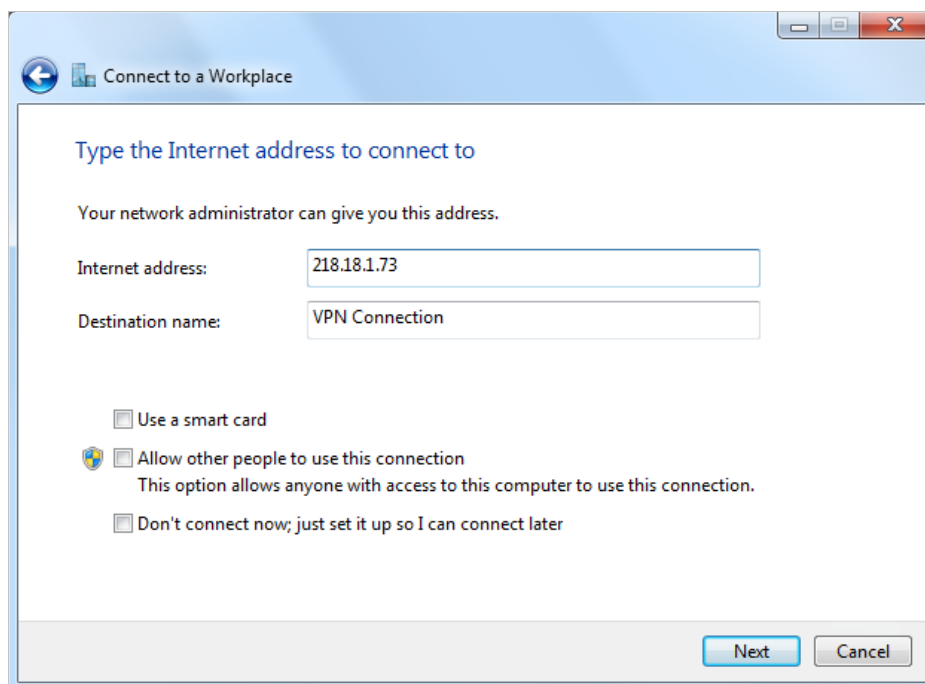 Connect to a Workplace
Type the Internet address to connect to
Your network administrator can give you this address.
Internet address: 218.18.1.73
Destination name: VPN Connection
Use a smart card
Allow other people to use this connection
This option allows anyone with access to this computer to use this connection.
Don't connect now; just set it up so I can connect later
Next Cancel